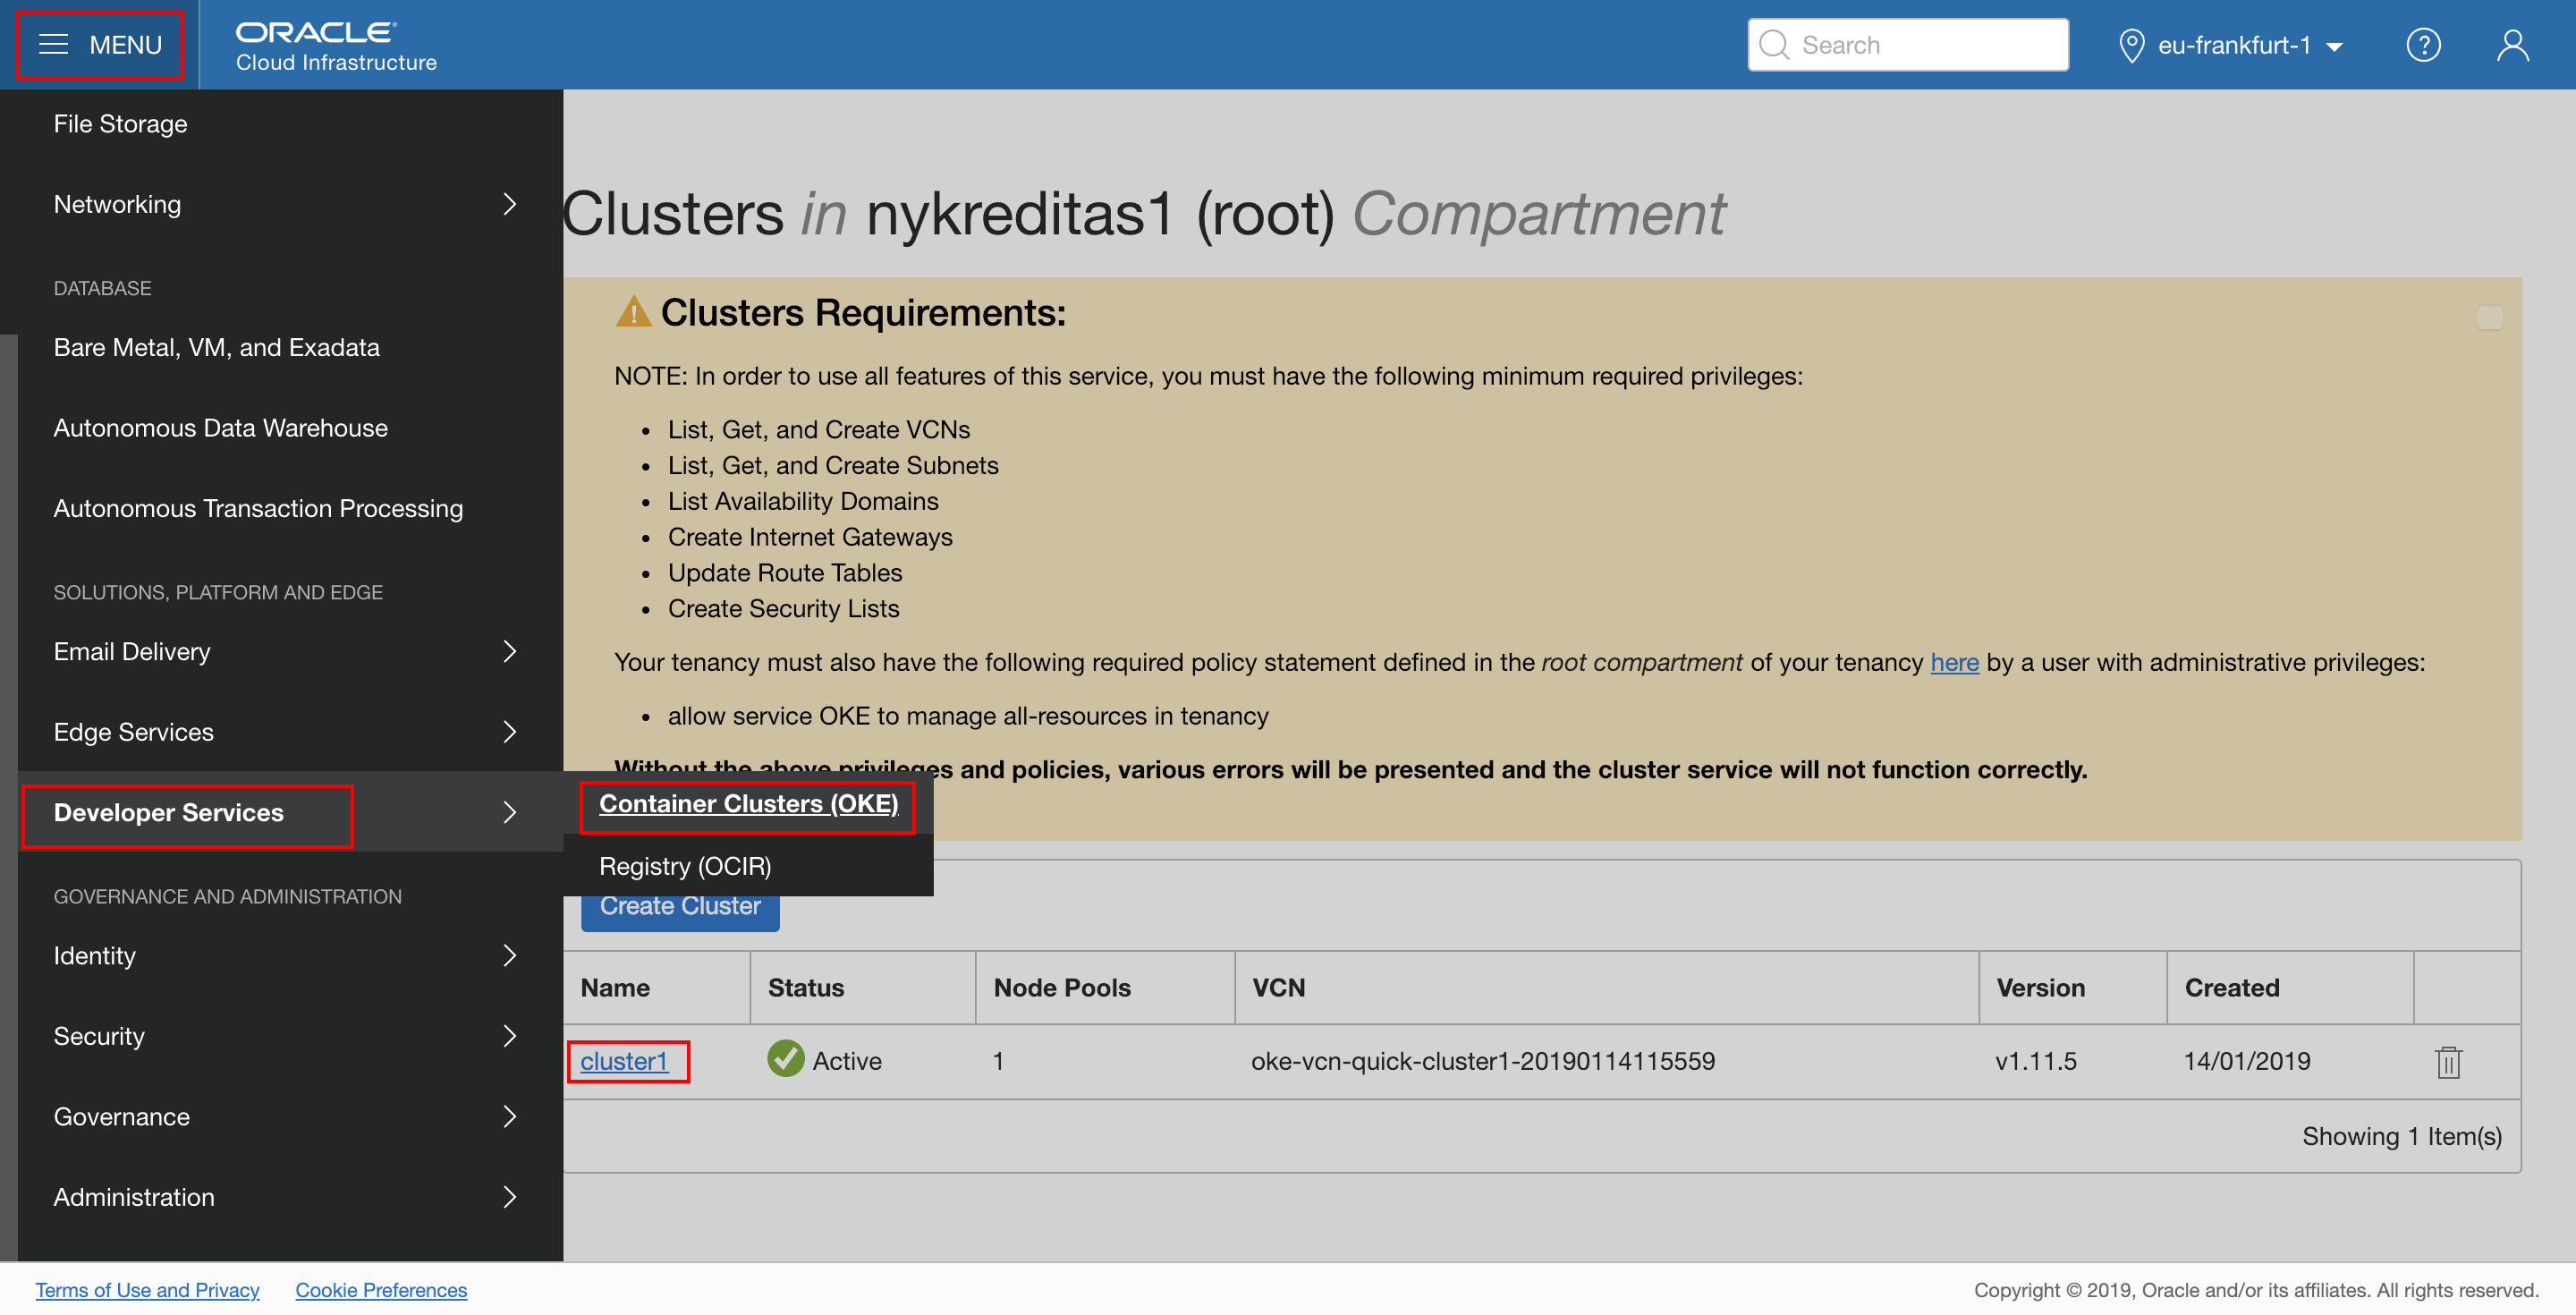 MENU
ORACLE
Cloud Infrastructure
Search
eu-frankfurt-1
File Storage
Networking
DATABASE
Bare Metal, VM, and Exadata
Autonomous Data Warehouse
Autonomous Transaction Processing
SOLUTIONS, PLATFORM AND EDGE
Email Delivery
Edge Services
Developer Services
GOVERNANCE AND ADMINISTRATION
Identity
Security
Governance
Administration
Container Clusters (OKE)
Registry (OCIR)
Clusters in nykreditas1 (root) Compartment
Clusters Requirements:
NOTE: In order to use all features of this service, you must have the following minimum required privileges:
• List, Get, and Create VCNs
• List, Get, and Create Subnets
• List Availability Domains
• Create Internet Gateways
• Update Route Tables
• Create Security Lists
Your tenancy must also have the following required policy statement defined in the root compartment of your tenancy here by a user with administrative privileges:
• allow service OKE to manage all-resources in tenancy
Without the above privileges and policies, various errors will be presented and the cluster service will not function correctly.
Create Cluster
Name Status Node Pools VCN Version Created
cluster1 Active 1 oke-vcn-quick-cluster1-20190114115559 v1.11.5 14/01/2019
Showing 1 Item(s)
Terms of Use and Privacy Cookie Preferences
Copyright © 2019, Oracle and/or its affiliates. All rights reserved.